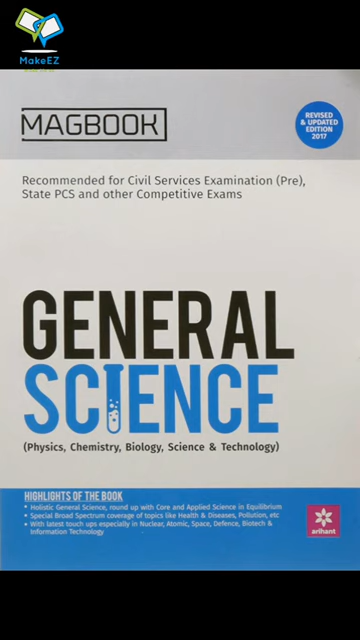 MakeEZ
MAGBOOK
REVISED
& UPDATED
EDITION
2017
Recommended for Civil Services Examination (Pre),
State PCS and other Competitive Exams
GENERAL
SCIENCE
(Physics, Chemistry, Biology, Science & Technology)
HIGHLIGHTS OF THE BOOK
• Holistic General Science, round up with Core and Applied Science in Equilibrium
• Special Broad Spectrum coverage of topics like Health & Diseases, Pollution, etc
• With latest touch ups especially in Nuclear, Atomic, Space, Defence, Biotech &
Information Technology
arihant